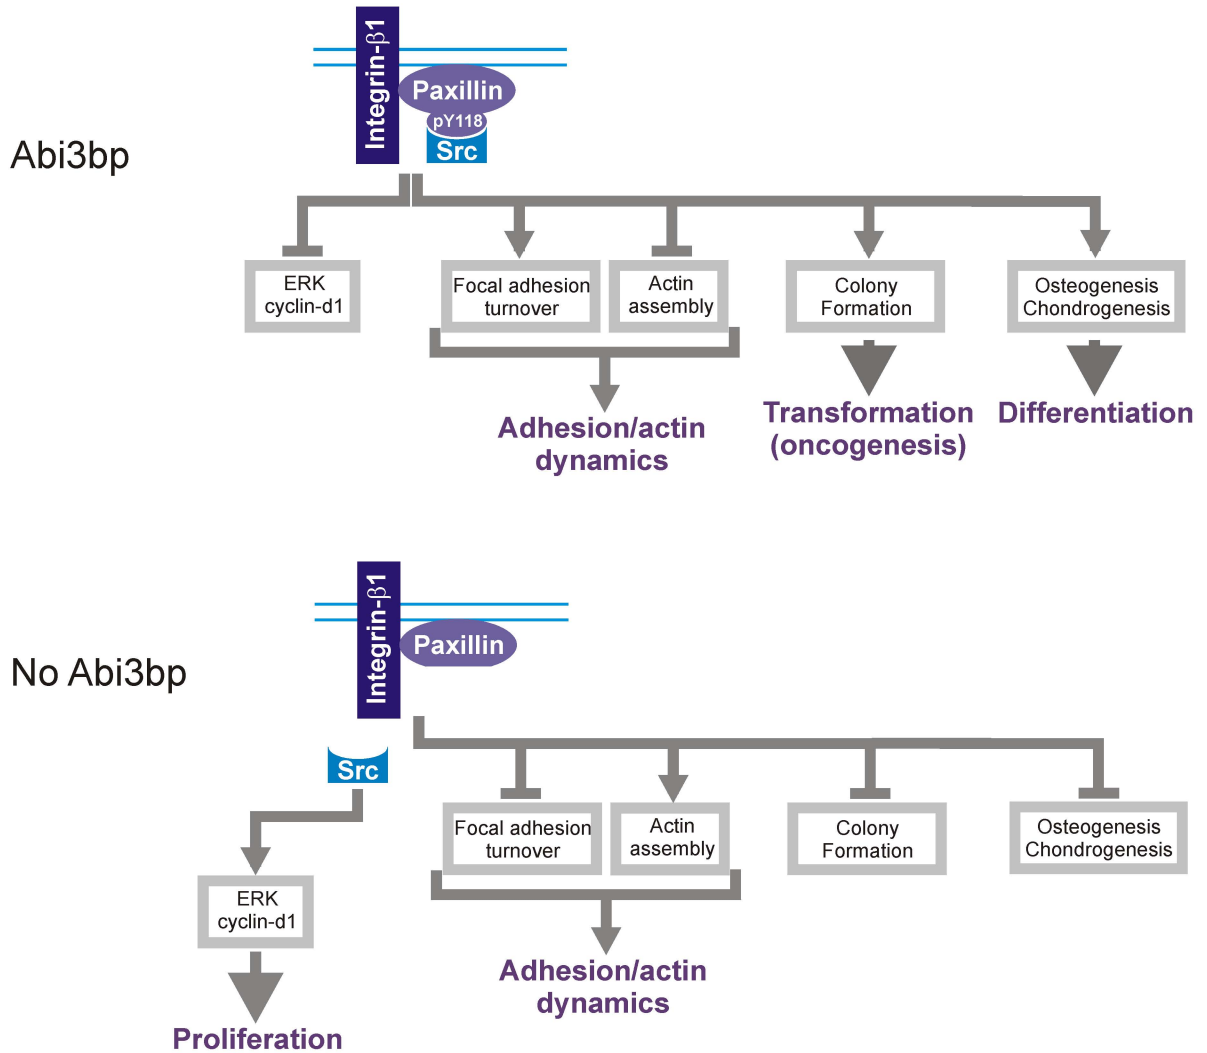 Integrin-β1
Paxillin
pY118
Src
Abi3bp
ERK
cyclin-d1
Focal adhesion
turnover
Actin
assembly
Colony
Formation
Osteogenesis
Chondrogenesis
Adhesion/actin
dynamics
Transformation
(oncogenesis)
Differentiation
Integrin-β1
Paxillin
No Abi3bp
Src
Focal adhesion
turnover
Actin
assembly
Colony
Formation
Osteogenesis
Chondrogenesis
ERK
cyclin-d1
Adhesion/actin
dynamics
Proliferation